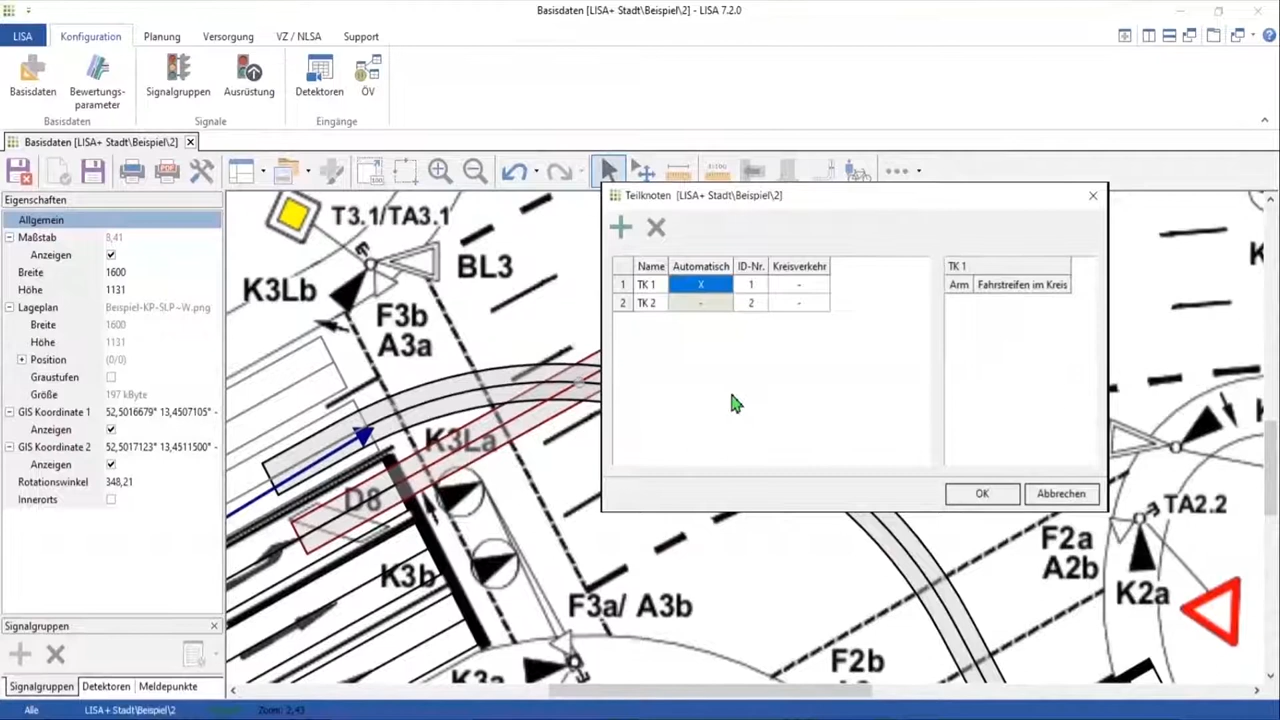 Basisdaten [LISA+ Stadt\Beispiel\2] - LISA 7.2.0
LISA Konfiguration Planung Versorgung VZ / NLSA Support
Basisdaten Bewertungs- Signalgruppen Ausrüstung Detektoren ÖV
parameter
Basisdaten Signale Eingänge
Basisdaten [LISA+ Stadt\Beispiel\2]
Eigenschaften
Allgemein
Maßstab 8,41
Anzeigen
Breite 1600
Höhe 1131
Lageplan Beispiel-KP-SLP~W.png
Breite 1600
Höhe 1131
Position (0/0)
Graustufen
Größe 197 kByte
GIS Koordinate 1 52,5016679° 13,4507105° -
Anzeigen
GIS Koordinate 2 52,5017123° 13,4511500° -
Anzeigen
Rotationswinkel 348,21
Innerorts
Signalgruppen
Signalgruppen Detektoren Meldepunkte
T3.1/TA3.1
BL3
K3Lb
F3b
A3a
K3La
D8
K3b
F3a/ A3b
K3a
F2b
F2a
A2b
TA2.2
K2a
Teilknoten [LISA+ Stadt\Beispiel\2]
Name Automatisch ID-Nr. Kreisverkehr
1 TK 1 X 1 -
2 TK 2 - 2 -
TK 1
Arm Fahrstreifen im Kreis
OK Abbrechen
Alle LISA+ Stadt\Beispiel\2 Zoom: 2,43